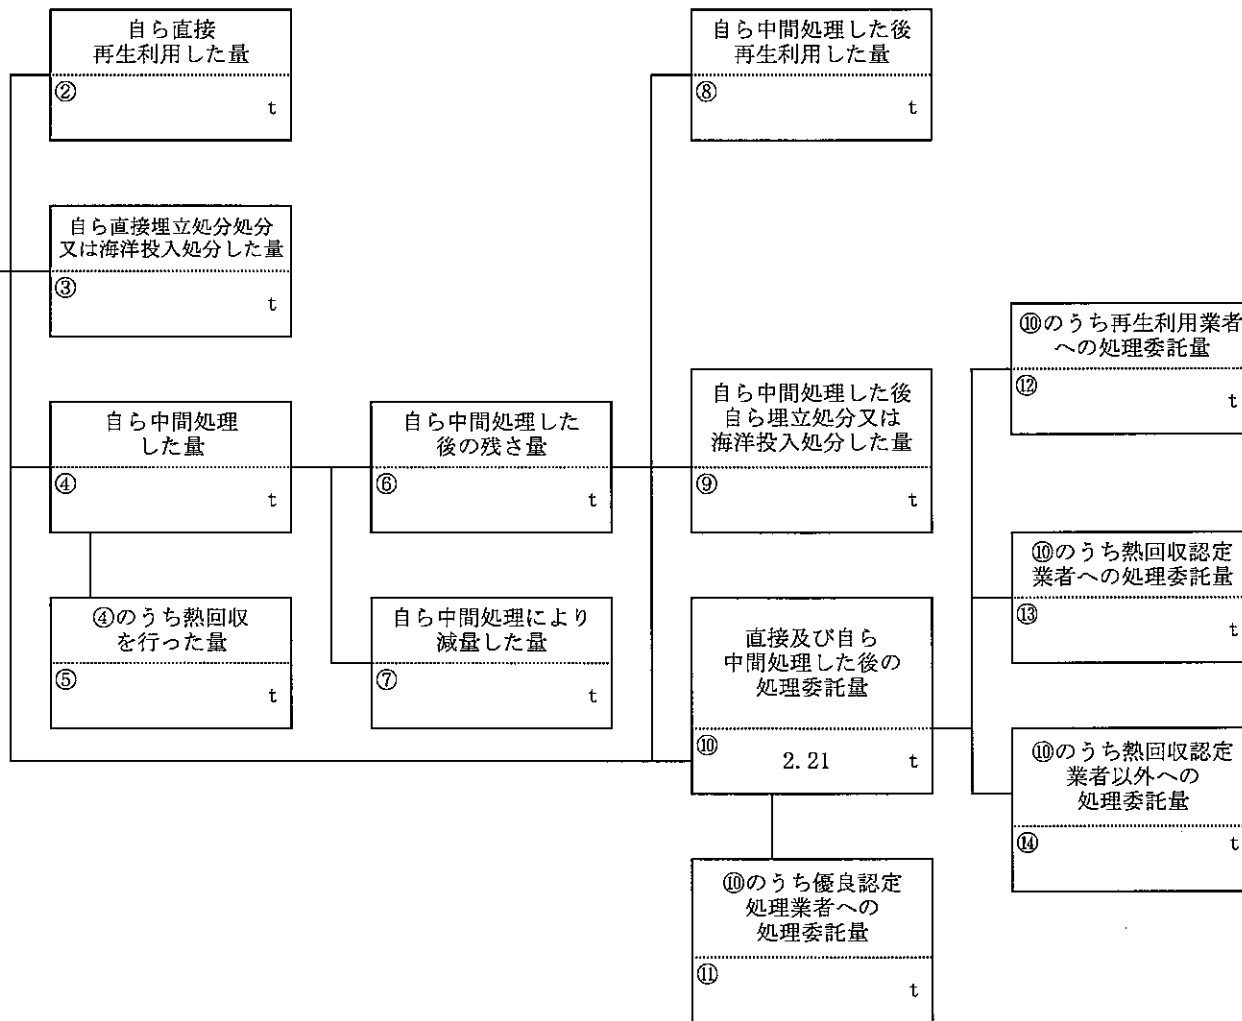 自ら直接
再生利用した量
②
t
自ら中間処理した後
再生利用した量
⑧
t
自ら直接埋立処分処分
又は海洋投入処分した量
③
t
⑩のうち再生利用業者
への処理委託量
⑫
t
自ら中間処理
した量
④
t
自ら中間処理した
後の残さ量
⑥
t
自ら中間処理した後
自ら埋立処分又は
海洋投入処分した量
⑨
t
⑩のうち熱回収認定
業者への処理委託量
⑬
t
④のうち熱回収
を行った量
⑤
t
自ら中間処理により
減量した量
⑦
t
直接及び自ら
中間処理した後の
処理委託量
⑩
2.21 t
⑩のうち熱回収認定
業者以外への
処理委託量
⑭
t
⑩のうち優良認定
処理業者への
処理委託量
⑪
t